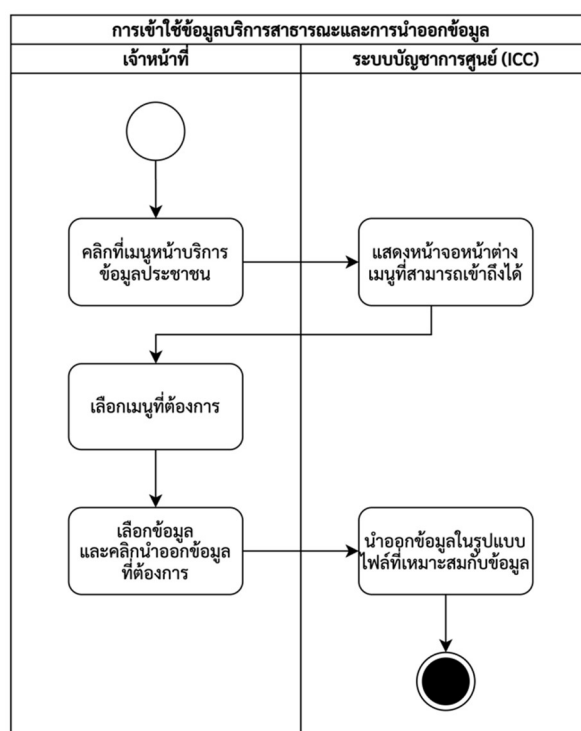 การเข้าใช้ข้อมูลบริการสาธารณะและการนำออกข้อมูล
เจ้าหน้าที่
ระบบบัญชาการศูนย์ (ICC)
คลิกที่เมนูหน้าบริการ
ข้อมูลประชาชน
แสดงหน้าจอหน้าต่าง
เมนูที่สามารถเข้าถึงได้
เลือกเมนูที่ต้องการ
เลือกข้อมูล
และคลิกนำออกข้อมูล
ที่ต้องการ
นำออกข้อมูลในรูปแบบ
ไฟล์ที่เหมาะสมกับข้อมูล